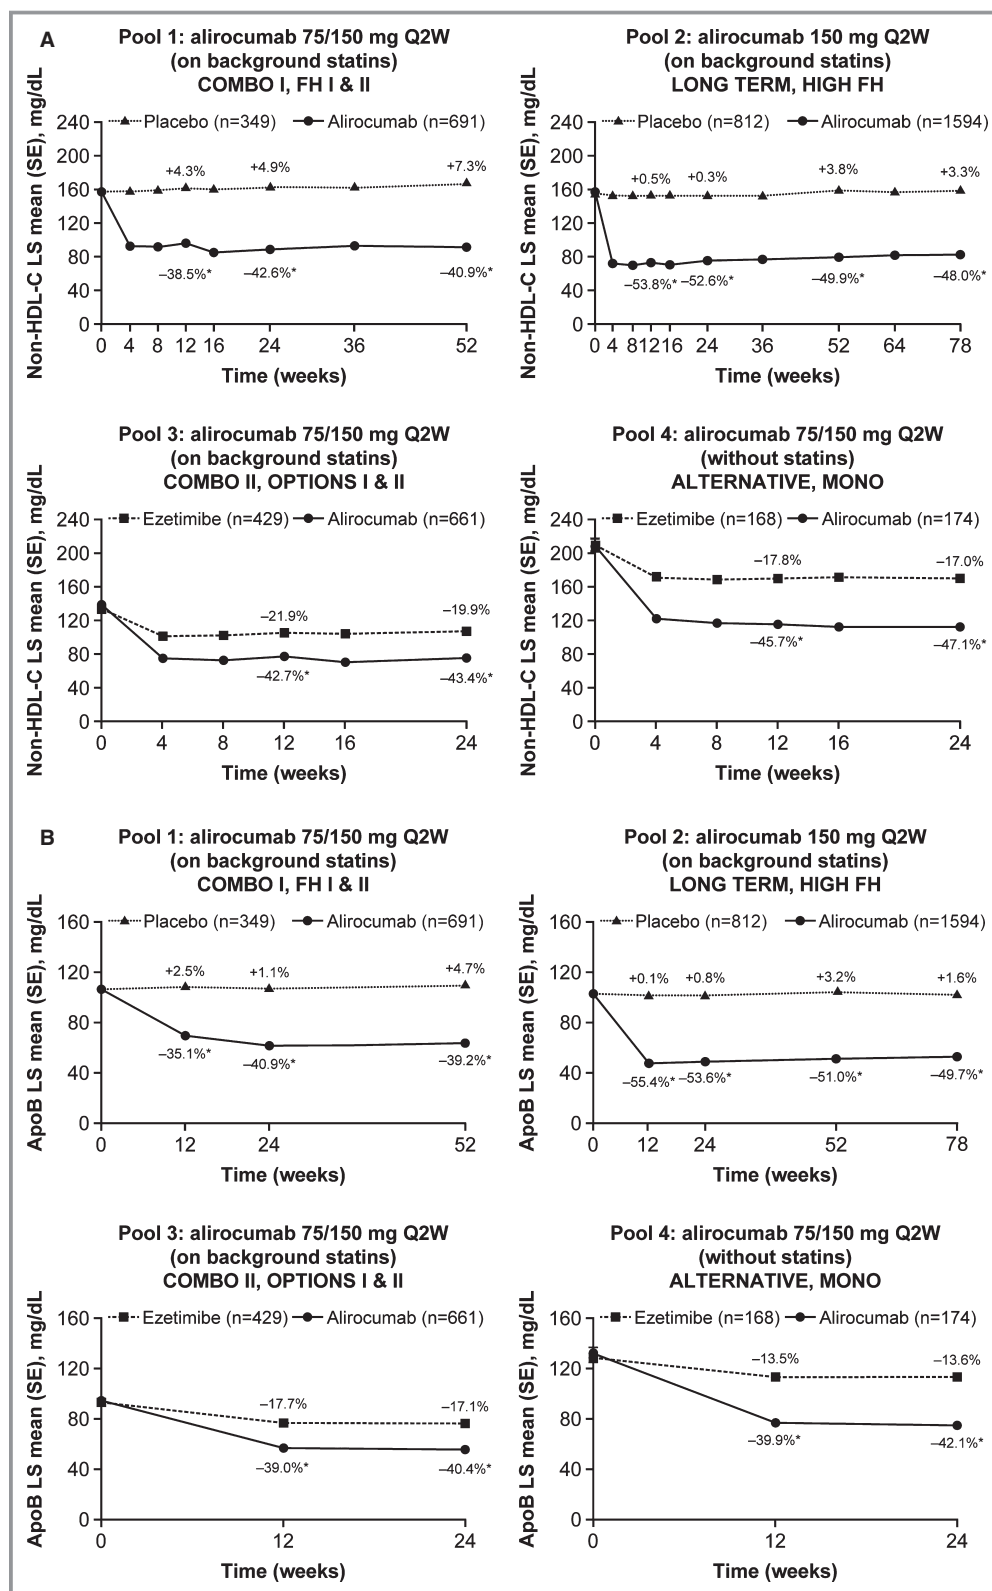 A
Pool 1: alirocumab 75/150 mg Q2W
(on background statins)
COMBO I, FH I & II
Placebo (n=349)
Alirocumab (n=691)
Non-HDL-C LS mean (SE), mg/dL
240
200
160
120
80
40
0
+4.3%
+4.9%
+7.3%
–38.5%*
–42.6%*
–40.9%*
0 4 8 12 16 24 36 52
Time (weeks)
Pool 2: alirocumab 150 mg Q2W
(on background statins)
LONG TERM, HIGH FH
Placebo (n=812)
Alirocumab (n=1594)
Non-HDL-C LS mean (SE), mg/dL
240
200
160
120
80
40
0
+0.5%
+0.3%
+3.8%
+3.3%
–53.8%*
–52.6%*
–49.9%*
–48.0%*
0 4 8 12 16 24 36 52 64 78
Time (weeks)
Pool 3: alirocumab 75/150 mg Q2W
(on background statins)
COMBO II, OPTIONS I & II
Ezetimibe (n=429)
Alirocumab (n=661)
Non-HDL-C LS mean (SE), mg/dL
240
200
160
120
80
40
0
–21.9%
–19.9%
–42.7%*
–43.4%*
0 4 8 12 16 24
Time (weeks)
Pool 4: alirocumab 75/150 mg Q2W
(without statins)
ALTERNATIVE, MONO
Ezetimibe (n=168)
Alirocumab (n=174)
Non-HDL-C LS mean (SE), mg/dL
240
200
160
120
80
40
0
–17.8%
–17.0%
–45.7%*
–47.1%*
0 4 8 12 16 24
Time (weeks)
B
Pool 1: alirocumab 75/150 mg Q2W
(on background statins)
COMBO I, FH I & II
Placebo (n=349)
Alirocumab (n=691)
ApoB LS mean (SE), mg/dL
160
120
80
40
0
+2.5%
+1.1%
+4.7%
–35.1%*
–40.9%*
–39.2%*
0 12 24 52
Time (weeks)
Pool 2: alirocumab 150 mg Q2W
(on background statins)
LONG TERM, HIGH FH
Placebo (n=812)
Alirocumab (n=1594)
ApoB LS mean (SE), mg/dL
160
120
80
40
0
+0.1%
+0.8%
+3.2%
+1.6%
–55.4%*
–53.6%*
–51.0%*
–49.7%*
0 12 24 52 78
Time (weeks)
Pool 3: alirocumab 75/150 mg Q2W
(on background statins)
COMBO II, OPTIONS I & II
Ezetimibe (n=429)
Alirocumab (n=661)
ApoB LS mean (SE), mg/dL
160
120
80
40
0
–17.7%
–17.1%
–39.0%*
–40.4%*
0 12 24
Time (weeks)
Pool 4: alirocumab 75/150 mg Q2W
(without statins)
ALTERNATIVE, MONO
Ezetimibe (n=168)
Alirocumab (n=174)
ApoB LS mean (SE), mg/dL
160
120
80
40
0
–13.5%
–13.6%
–39.9%*
–42.1%*
0 12 24
Time (weeks)